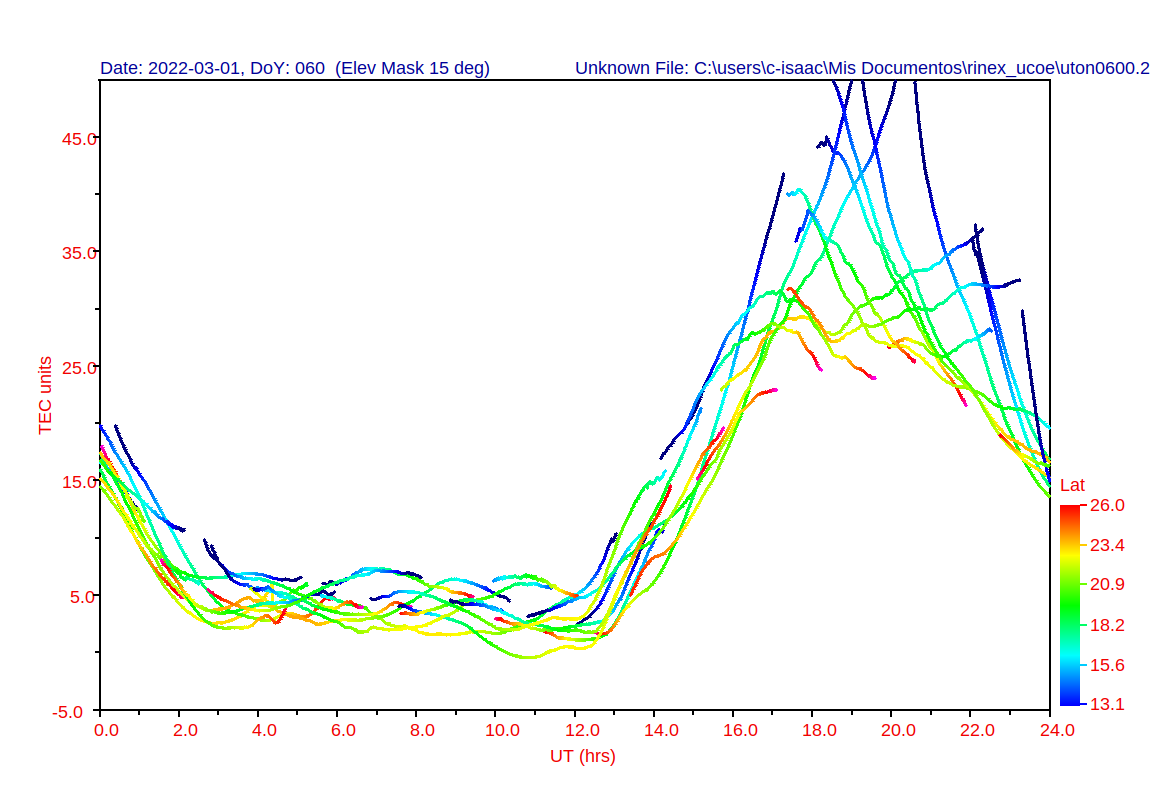 Date: 2022-03-01, DoY: 060  (Elev Mask 15 deg)
Unknown File: C:\users\c-isaac\Mis Documentos\rinex_ucoe\uton0600.2
45.0
35.0
25.0
15.0
5.0
-5.0
TEC units
0.0 2.0 4.0 6.0 8.0 10.0 12.0 14.0 16.0 18.0 20.0 22.0 24.0
UT (hrs)
Lat
26.0
23.4
20.9
18.2
15.6
13.1